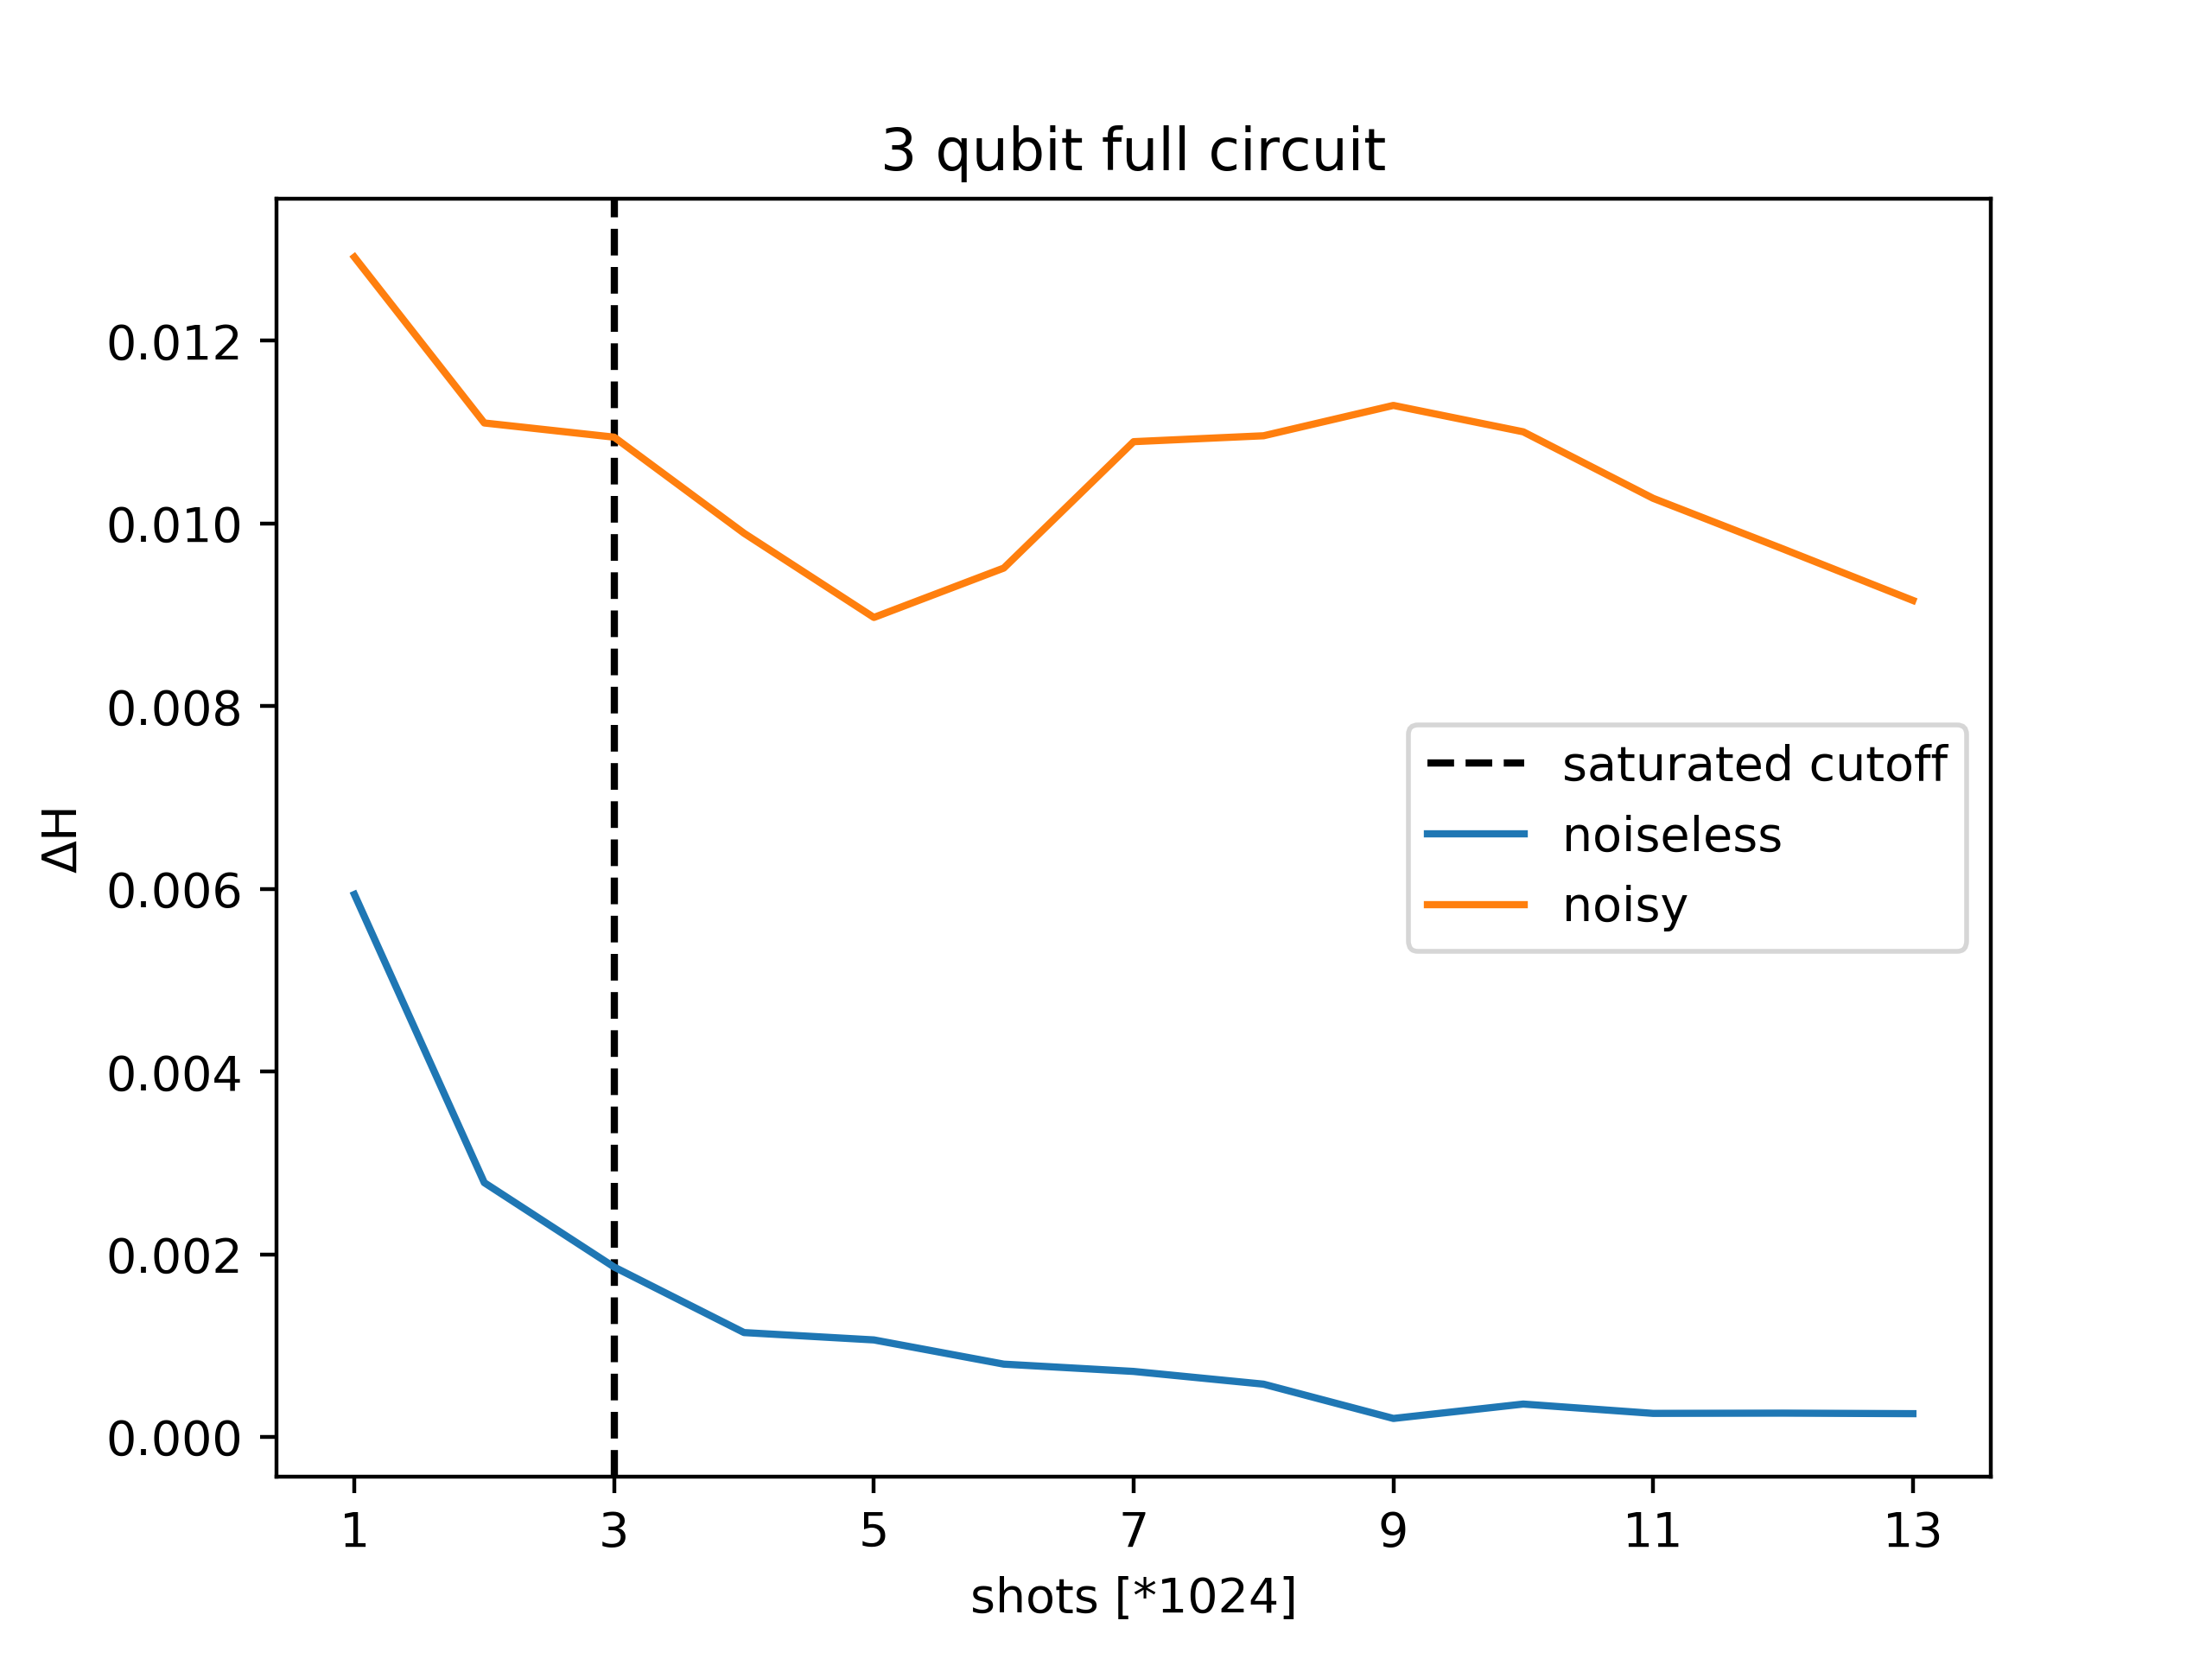 3 qubit full circuit
0.012
0.010
0.008
0.006
0.004
0.002
0.000
ΔH
saturated cutoff
noiseless
noisy
1 3 5 7 9 11 13
shots [*1024]